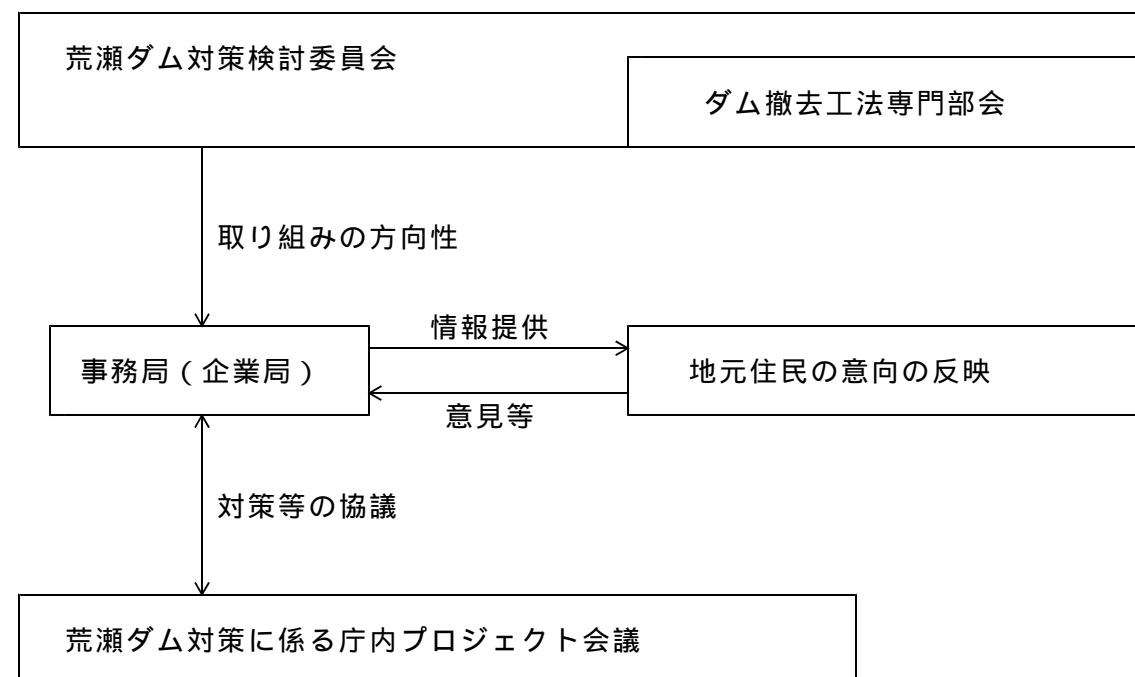 荒瀬ダム対策検討委員会
ダム撤去工法専門部会
取り組みの方向性
情報提供
事務局（企業局）
地元住民の意向の反映
意見等
対策等の協議
荒瀬ダム対策に係る庁内プロジェクト会議